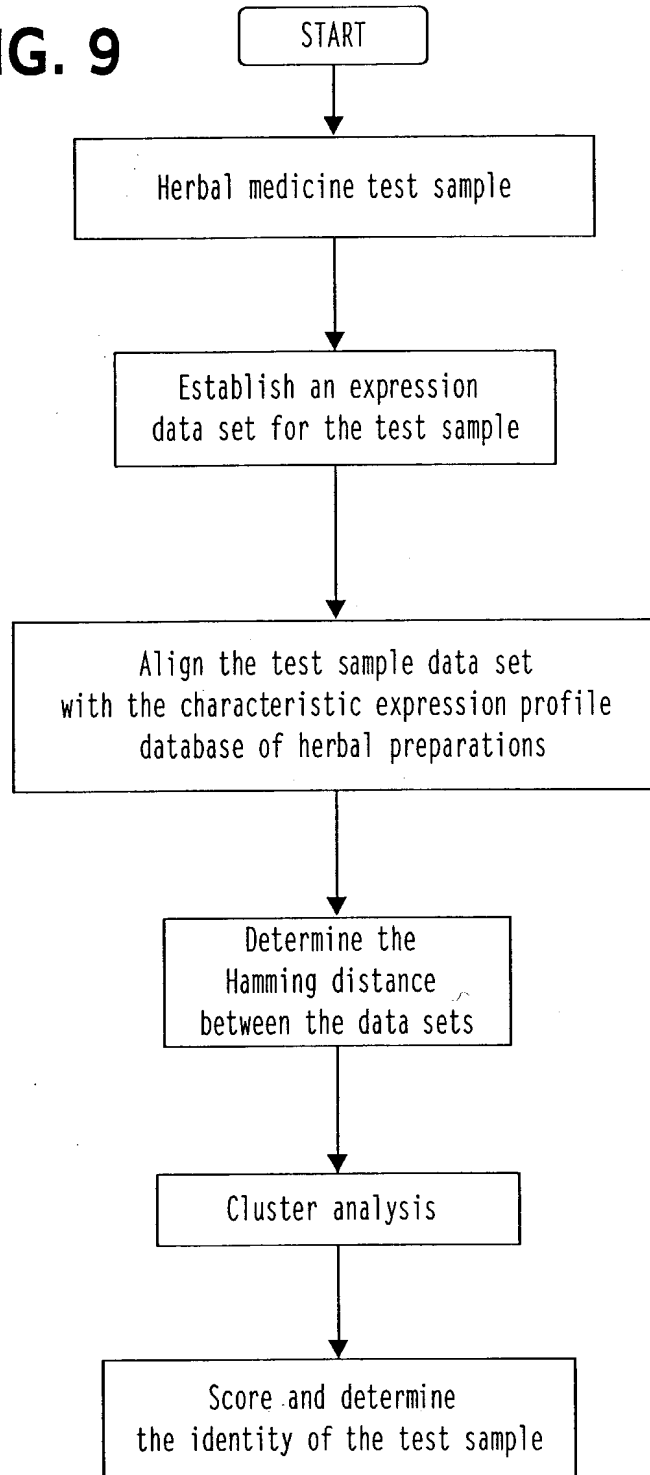 IG. 9
START
Herbal medicine test sample
Establish an expression
data set for the test sample
Align the test sample data set
with the characteristic expression profile
database of herbal preparations
Determine the
Hamming distance
between the data sets
Cluster analysis
Score and determine
the identity of the test sample